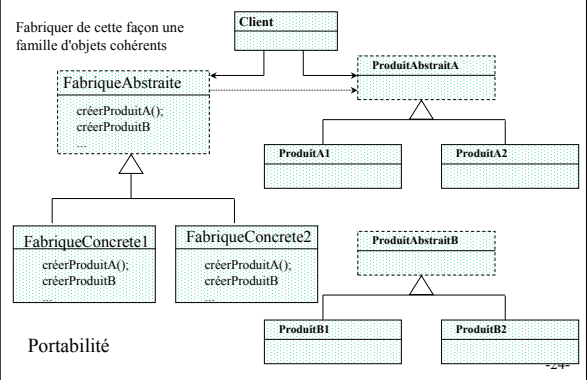 Fabriquer de cette façon une
famille d'objets cohérents
Client
FabriqueAbstraite
créerProduitA();
créerProduitB
...
ProduitAbstraitA
ProduitA1
ProduitA2
FabriqueConcrete1
créerProduitA();
créerProduitB
...
FabriqueConcrete2
créerProduitA();
créerProduitB
...
ProduitAbstraitB
ProduitB1
ProduitB2
Portabilité
-24-